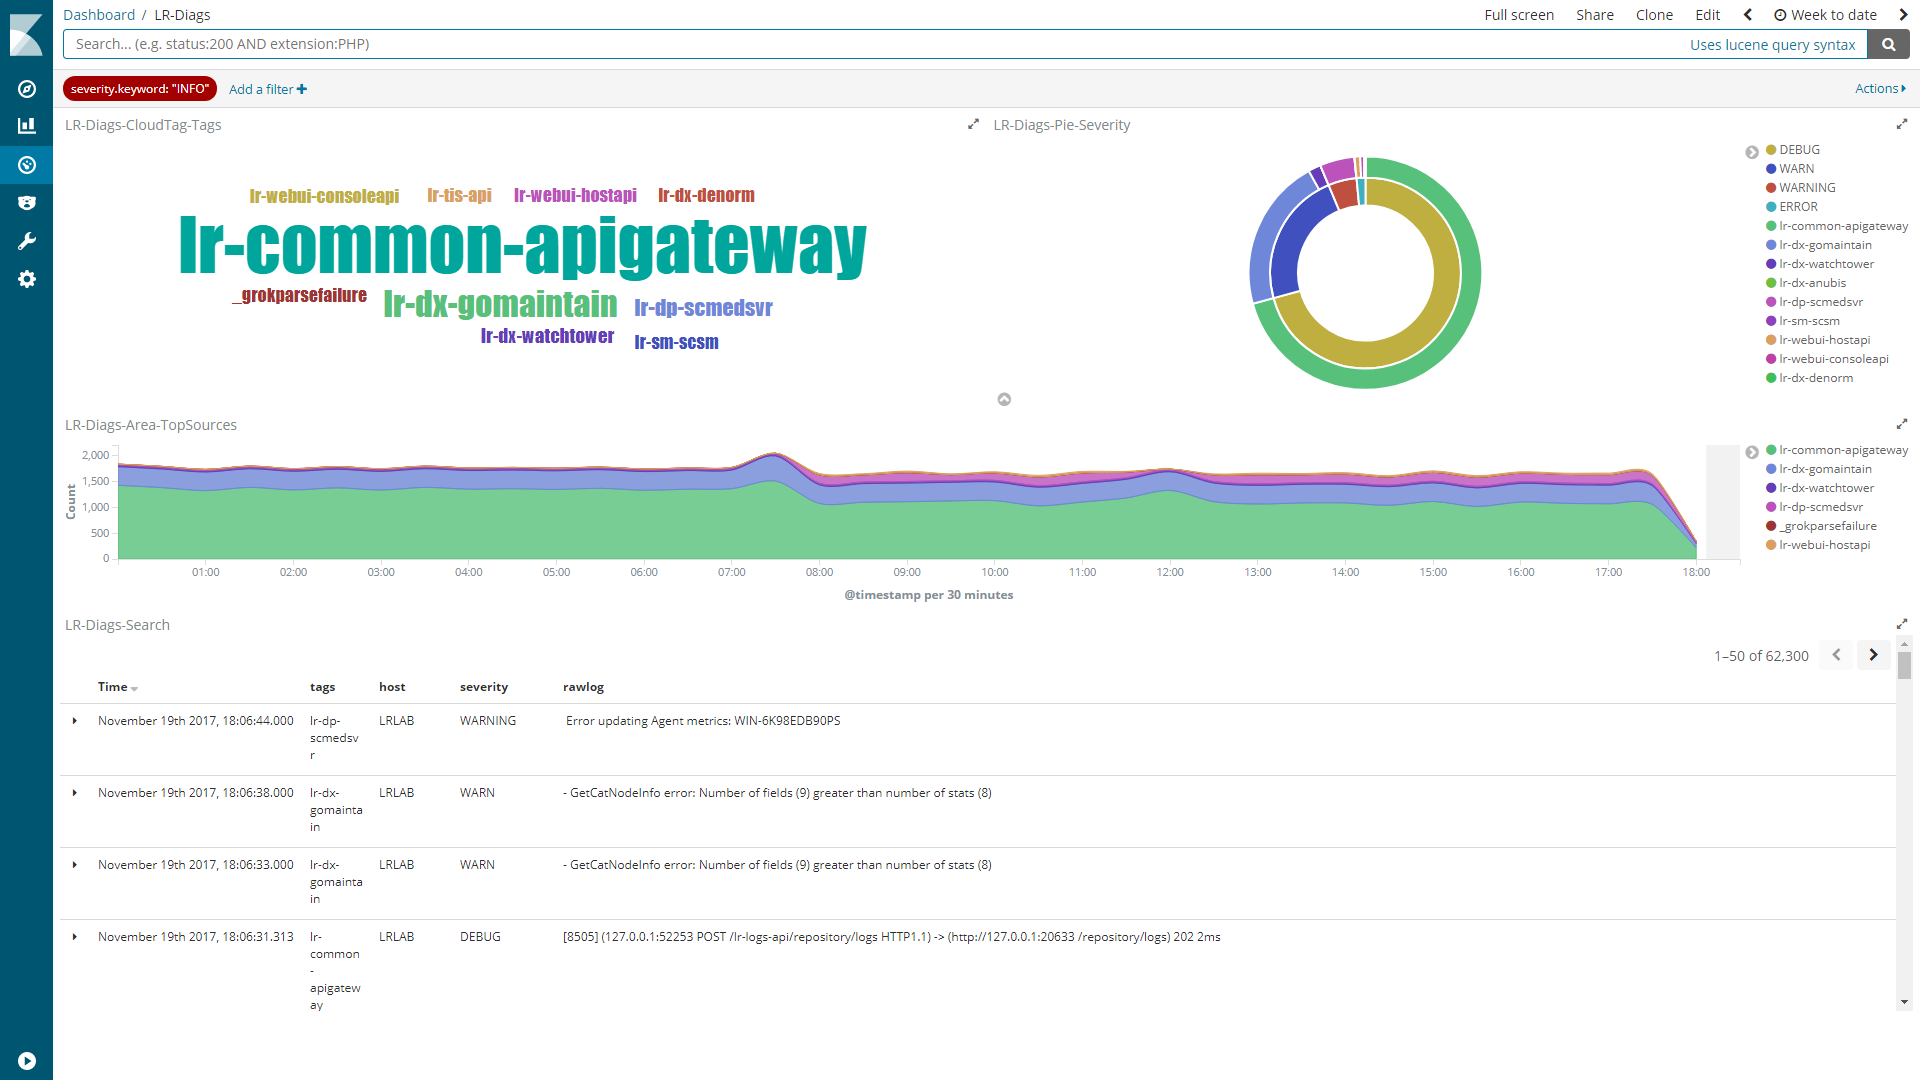 Dashboard / LR-Diags
Full screen Share Clone Edit Week to date
Search... (e.g. status:200 AND extension:PHP)
Uses lucene query syntax
severity.keyword: "INFO"
Add a filter
Actions
LR-Diags-CloudTag-Tags
lr-webui-consoleapi lr-tis-api lr-webui-hostapi lr-dx-denorm
lr-common-apigateway
_grokparsefailure lr-dx-gomaintain lr-dp-scmedsvr
lr-dx-watchtower lr-sm-scsm
LR-Diags-Pie-Severity
DEBUG
WARN
WARNING
ERROR
lr-common-apigateway
lr-dx-gomaintain
lr-dx-watchtower
lr-dx-anubis
lr-dp-scmedsvr
lr-sm-scsm
lr-webui-hostapi
lr-webui-consoleapi
lr-dx-denorm
LR-Diags-Area-TopSources
Count
2,000
1,500
1,000
500
0
01:00 02:00 03:00 04:00 05:00 06:00 07:00 08:00 09:00 10:00 11:00 12:00 13:00 14:00 15:00 16:00 17:00 18:00
@timestamp per 30 minutes
lr-common-apigateway
lr-dx-gomaintain
lr-dx-watchtower
lr-dp-scmedsvr
_grokparsefailure
lr-webui-hostapi
LR-Diags-Search
1–50 of 62,300
Time tags host severity rawlog
November 19th 2017, 18:06:44.000 lr-dp- LRLAB WARNING Error updating Agent metrics: WIN-6K98EDB90PS
scmedsv
r
November 19th 2017, 18:06:38.000 lr-dx- LRLAB WARN - GetCatNodeInfo error: Number of fields (9) greater than number of stats (8)
gomainta
in
November 19th 2017, 18:06:33.000 lr-dx- LRLAB WARN - GetCatNodeInfo error: Number of fields (9) greater than number of stats (8)
gomainta
in
November 19th 2017, 18:06:31.313 lr- LRLAB DEBUG [8505] (127.0.0.1:52253 POST /lr-logs-api/repository/logs HTTP1.1) -> (http://127.0.0.1:20633 /repository/logs) 202 2ms
common
-
apigatew
ay